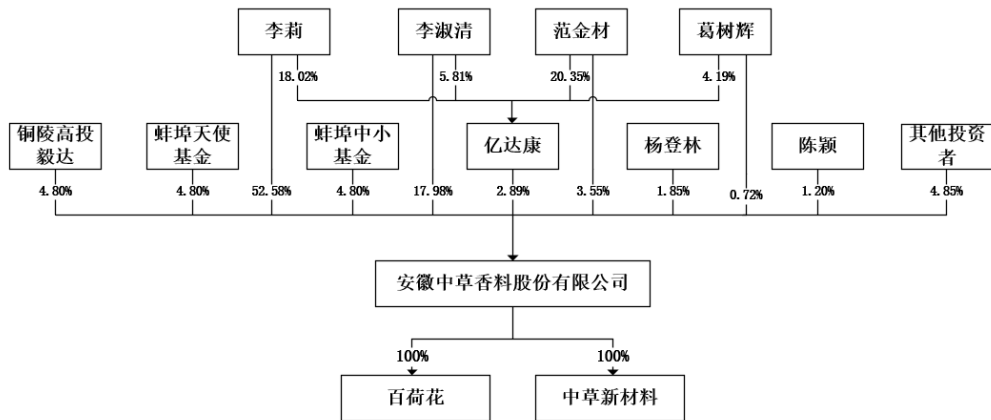 李莉
李淑清
范金材
葛树辉
18.02%
5.81%
20.35%
4.19%
铜陵高投
毅达
蚌埠天使
基金
蚌埠中小
基金
亿达康
杨登林
陈颖
其他投资
者
4.80%
4.80%
52.58%
4.80%
17.98%
2.89%
3.55%
1.85%
0.72%
1.20%
4.85%
安徽中草香料股份有限公司
100%
100%
百荷花
中草新材料